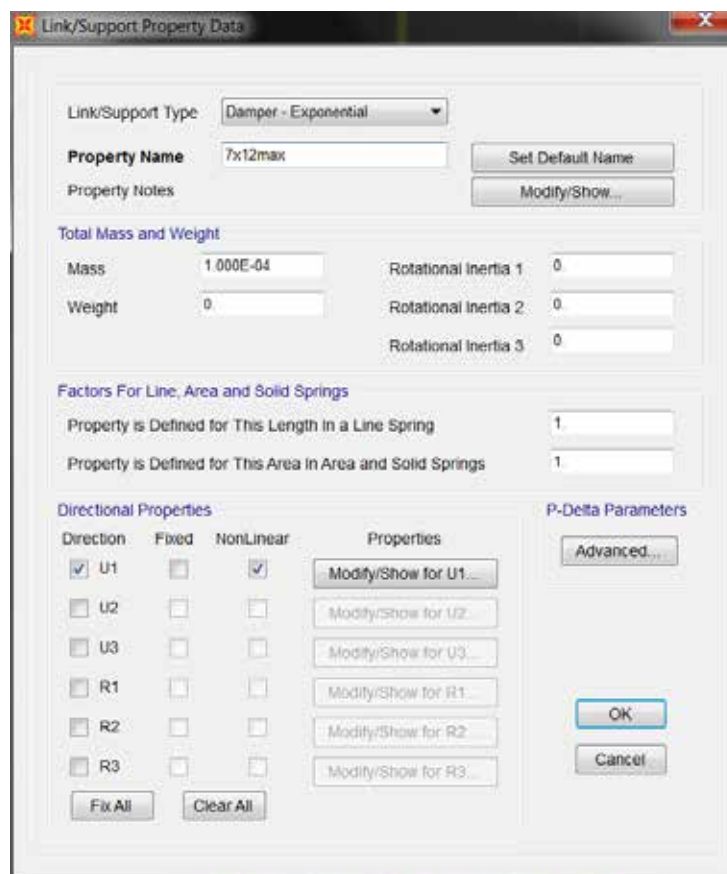 Link/Support Property Data
X
Link/Support Type Damper - Exponential
Property Name 7x12max Set Default Name
Property Notes Modify/Show...
Total Mass and Weight
Mass 1.000E-04 Rotational Inertia 1 0.
Weight 0. Rotational Inertia 2 0.
Rotational Inertia 3 0.
Factors For Line, Area and Solid Springs
Property is Defined for This Length In a Line Spring 1.
Property is Defined for This Area In Area and Solid Springs 1.
Directional Properties P-Delta Parameters
Direction Fixed NonLinear Properties
U1 Modify/Show for U1... Advanced...
U2 Modify/Show for U2...
U3 Modify/Show for U3...
R1 Modify/Show for R1...
R2 Modify/Show for R2...
R3 Modify/Show for R3...
OK
Cancel
Fix All Clear All